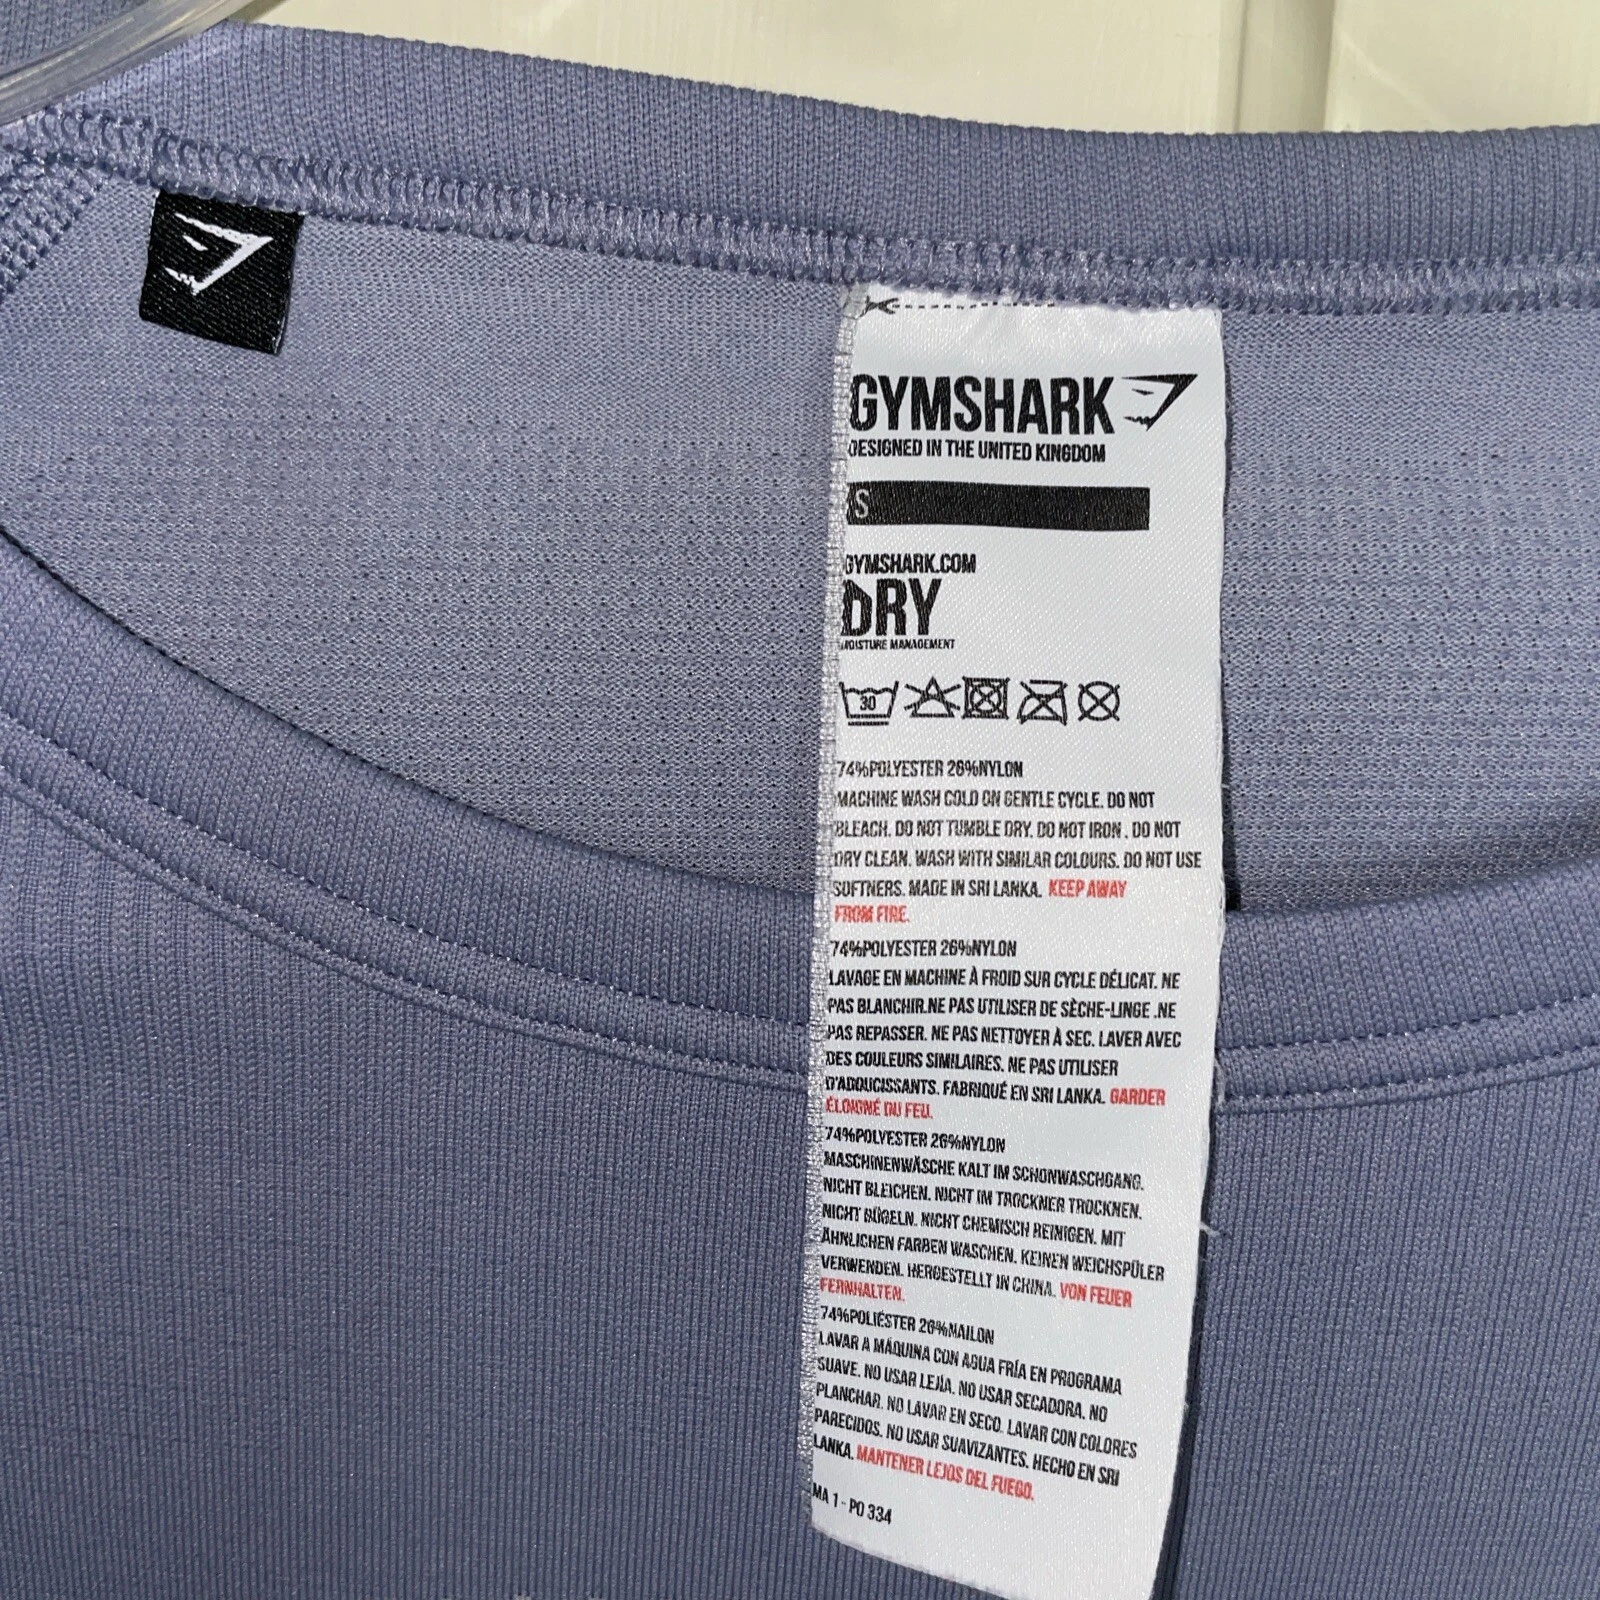 GYMSHARK
DESIGNED IN THE UNITED KINGDOM
S
GYMSHARK.COM
DRY
MOISTURE MANAGEMENT
30
74%POLYESTER 26%NYLON
MACHINE WASH COLD ON GENTLE CYCLE. DO NOT
BLEACH. DO NOT TUMBLE DRY. DO NOT IRON . DO NOT
DRY CLEAN. WASH WITH SIMILAR COLOURS. DO NOT USE
SOFTNERS. MADE IN SRI LANKA. KEEP AWAY
FROM FIRE.
74%POLYESTER 26%NYLON
LAVAGE EN MACHINE À FROID SUR CYCLE DÉLICAT. NE
PAS BLANCHIR.NE PAS UTILISER DE SÈCHE-LINGE .NE
PAS REPASSER. NE PAS NETTOYER À SEC. LAVER AVEC
DES COULEURS SIMILAIRES. NE PAS UTILISER
D'ADOUCISSANTS. FABRIQUÉ EN SRI LANKA. GARDER
ÉLOIGNÉ DU FEU.
74%POLYESTER 26%NYLON
MASCHINENWÄSCHE KALT IM SCHONWASCHGANG.
NICHT BLEICHEN. NICHT IM TROCKNER TROCKNEN.
NICHT BÜGELN. NICHT CHEMISCH REINIGEN. MIT
ÄHNLICHEN FARBEN WASCHEN. KEINEN WEICHSPÜLER
VERWENDEN. HERGESTELLT IN CHINA. VON FEUER
FERNHALTEN.
74%POLIÉSTER 26%NAILON
LAVAR A MÁQUINA CON AGUA FRÍA EN PROGRAMA
SUAVE. NO USAR LEJÍA. NO USAR SECADORA. NO
PLANCHAR. NO LAVAR EN SECO. LAVAR CON COLORES
PARECIDOS. NO USAR SUAVIZANTES. HECHO EN SRI
LANKA. MANTENER LEJOS DEL FUEGO.
MA 1 - PO 334